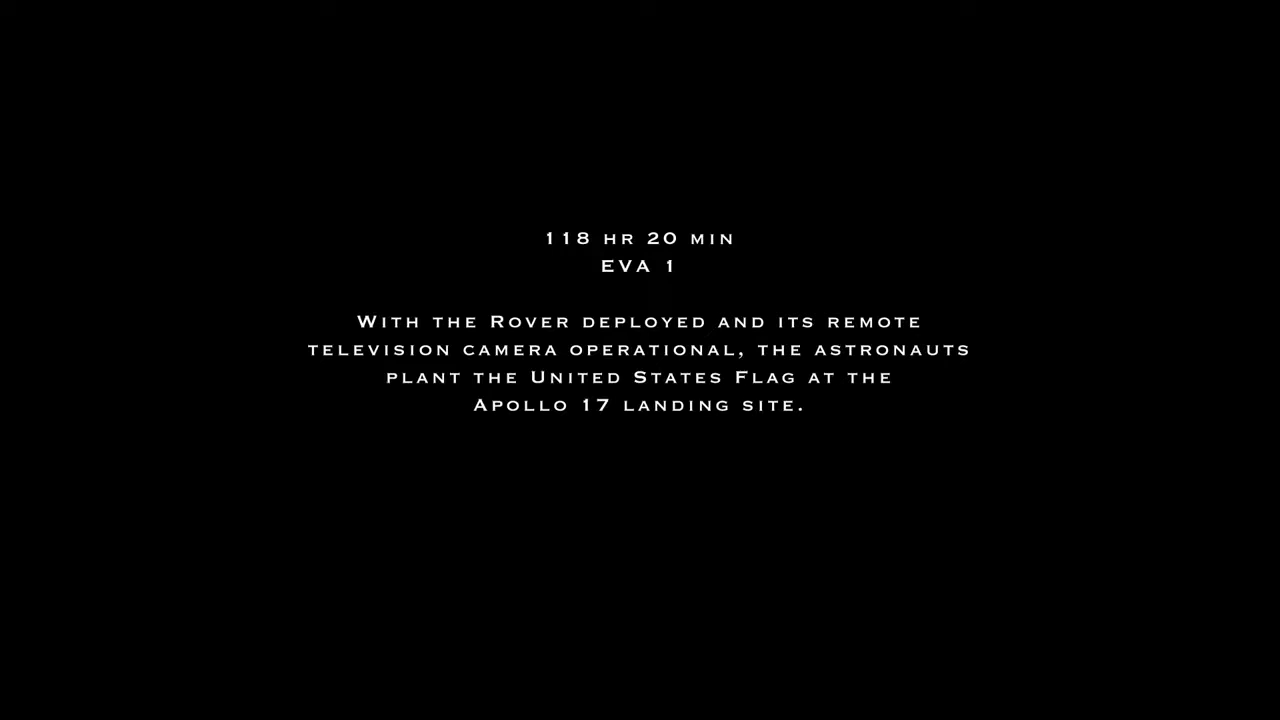 118 hr 20 min
EVA 1
With the Rover deployed and its remote
television camera operational, the astronauts
plant the United States Flag at the
Apollo 17 landing site.